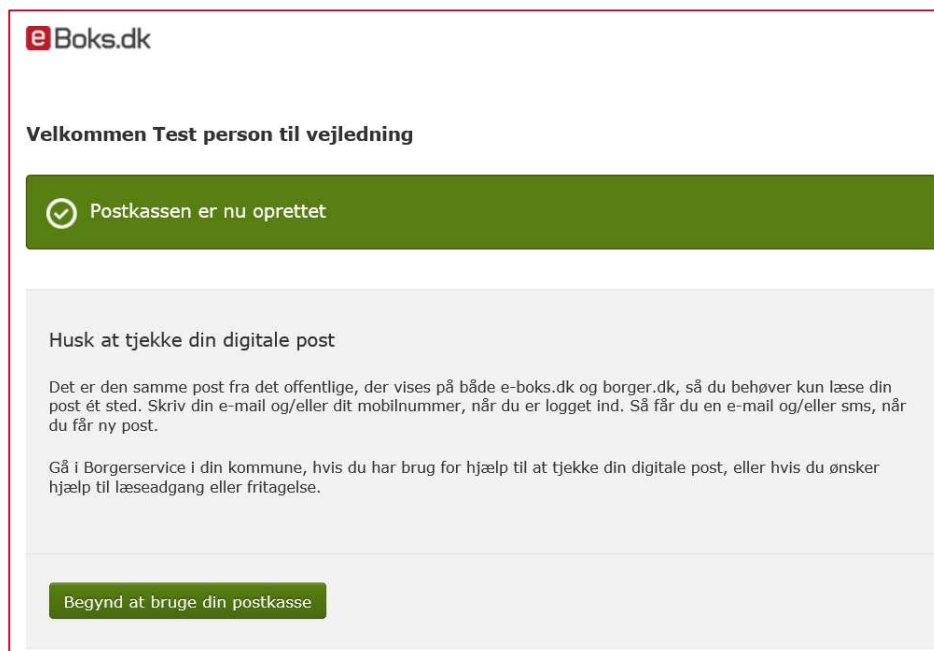 e Boks.dk
Velkommen Test person til vejledning
Postkassen er nu oprettet
Husk at tjekke din digitale post
Det er den samme post fra det offentlige, der vises på både e-boks.dk og borger.dk, så du behøver kun læse din
post ét sted. Skriv din e-mail og/eller dit mobilnummer, når du er logget ind. Så får du en e-mail og/eller sms, når
du får ny post.
Gå i Borgerservice i din kommune, hvis du har brug for hjælp til at tjekke din digitale post, eller hvis du ønsker
hjælp til læseadgang eller fritagelse.
Begynd at bruge din postkasse